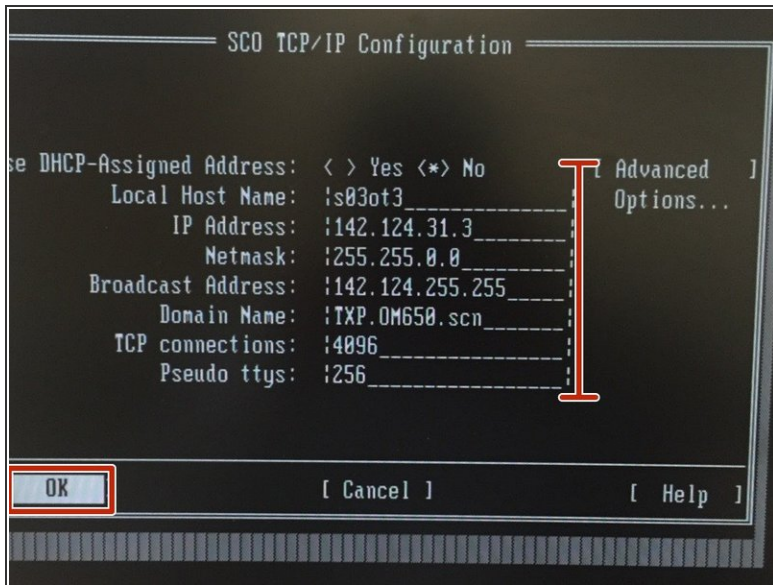 SCO TCP/IP Configuration
se DHCP-Assigned Address: < > Yes <*> No [ Advanced ]
Local Host Name: s03ot3 Options...
IP Address: 142.124.31.3
Netmask: 255.255.0.0
Broadcast Address: 142.124.255.255
Domain Name: TXP.OM650.scn
TCP connections: 4096
Pseudo ttys: 256
OK [ Cancel ] [ Help ]